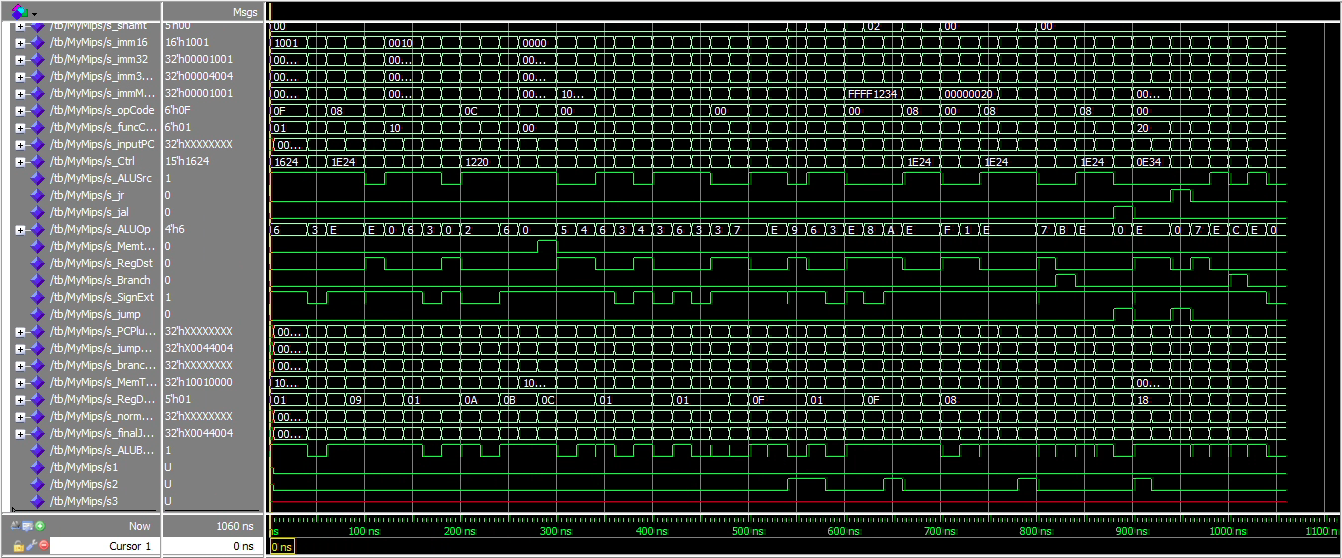 Msgs
/tb/MyMips/s_shamt 5'h00 00 02 00 00
/tb/MyMips/s_imm16 16'h1001 1001 0010 0000
/tb/MyMips/s_imm32 32'h00001001 00... 00... 00...
/tb/MyMips/s_imm3... 32'h00004004 00... 00... 00...
/tb/MyMips/s_immM... 32'h00001001 00... 00... 00... 10... FFFF1234 00000020 00...
/tb/MyMips/s_opCode 6'h0F 0F 08 0C 00 00 00 08 00 08 08 00
/tb/MyMips/s_funcC... 6'h01 01 10 00 20
/tb/MyMips/s_inputPC 32'hXXXXXXXX 00...
/tb/MyMips/s_Ctrl 15'h1624 1624 1E24 1220 1E24 1E24 1E24 0E34
/tb/MyMips/s_ALUSrc 1
/tb/MyMips/s_jr 0
/tb/MyMips/s_jal 0
/tb/MyMips/s_ALUOp 4'h6 6 3 E E 0 6 3 0 2 6 0 5 4 6 3 4 3 6 3 3 7 E 9 6 3 E 8 A E F 1 E 7 B E 0 E 0 7 E C E 0
/tb/MyMips/s_Memt... 0
/tb/MyMips/s_RegDst 0
/tb/MyMips/s_Branch 0
/tb/MyMips/s_SignExt 1
/tb/MyMips/s_jump 0
/tb/MyMips/s_PCPlu... 32'hXXXXXXXX 00...
/tb/MyMips/s_jump... 32'hX0044004 00...
/tb/MyMips/s_branc... 32'hXXXXXXXX 00...
/tb/MyMips/s_MemT... 32'h10010000 10... 10... 00...
/tb/MyMips/s_RegD... 5'h01 01 09 01 0A 0B 0C 01 01 0F 01 0F 08 18
/tb/MyMips/s_norm... 32'hXXXXXXXX 00...
/tb/MyMips/s_finalJ... 32'hX0044004 00...
/tb/MyMips/s_ALUB... 1
/tb/MyMips/s1 U
/tb/MyMips/s2 U
/tb/MyMips/s3 U
Now 1060 ns ns 100 ns 200 ns 300 ns 400 ns 500 ns 600 ns 700 ns 800 ns 900 ns 1000 ns 1100 n
Cursor 1 0 ns 0 ns